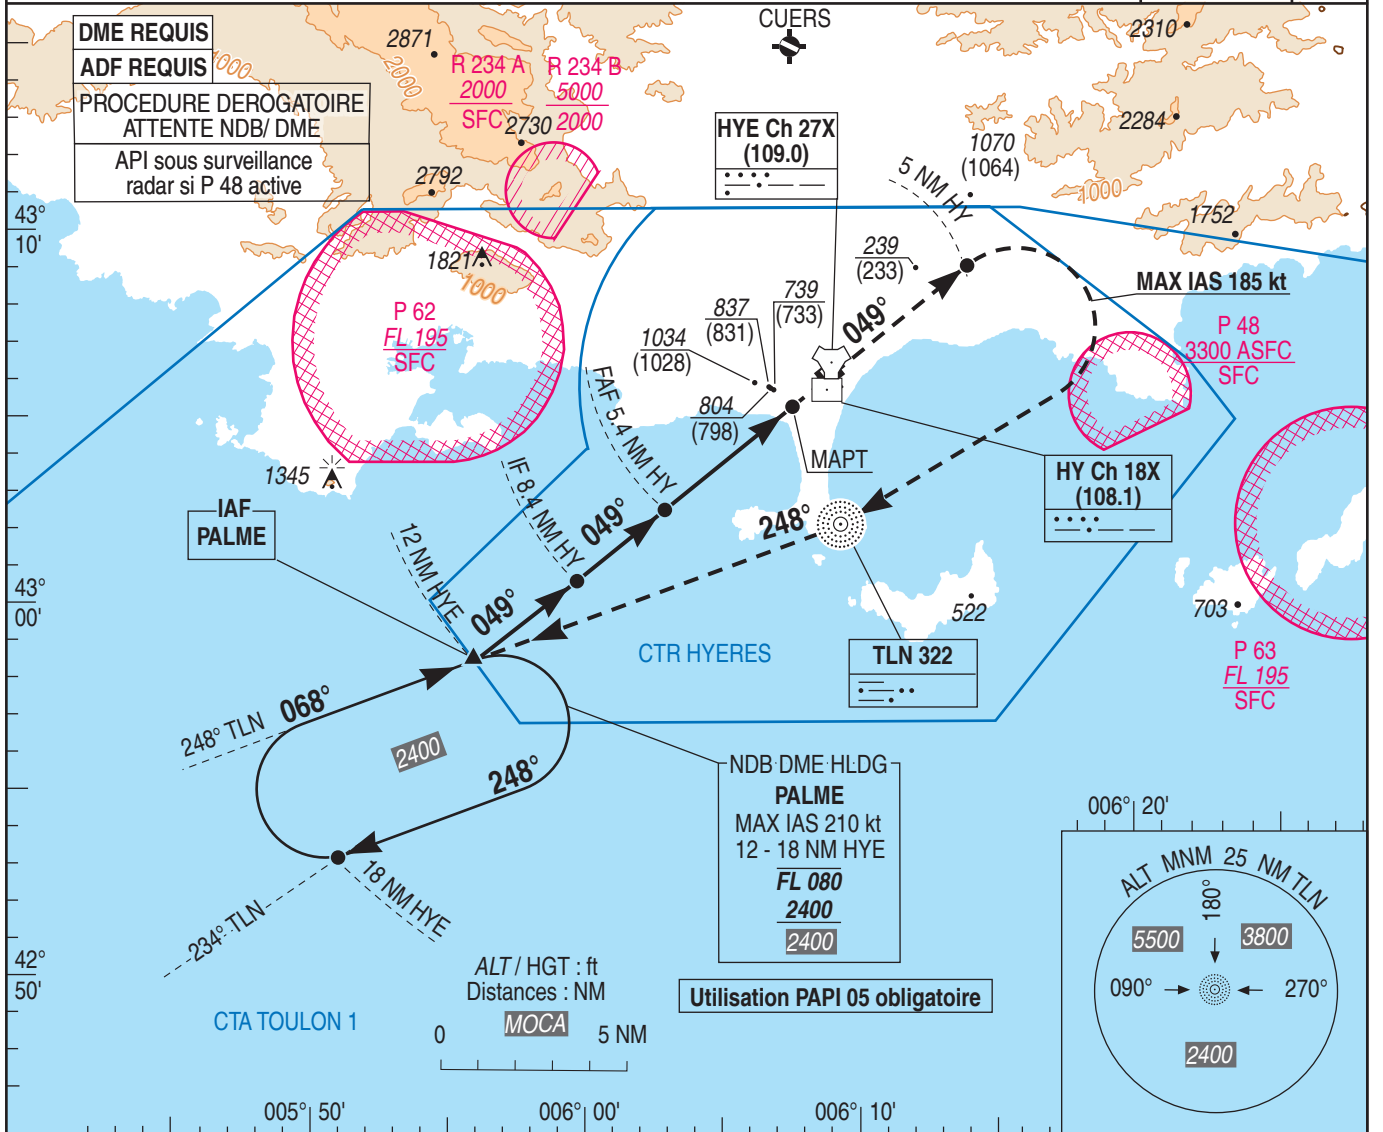 DME REQUIS
ADF REQUIS
PROCEDURE DEROGATOIRE
ATTENTE NDB/ DME
API sous surveillance
radar si P 48 active
1000
2000
2871
R 234 A
2000
SFC
R 234 B
5000
2000
2730
2792
CUERS
2310
2284
1070
(1064)
1000
1752
HYE Ch 27X
(109.0)
5 NM HY
43°
10'
1821
1000
P 62
FL 195
SFC
239
(233)
739
(733)
837
(831)
1034
(1028)
804
(798)
049°
MAX IAS 185 kt
P 48
3300 ASFC
SFC
FAF 5.4 NM HY
MAPT
HY Ch 18X
(108.1)
1345
IAF
PALME
IF 8.4 NM HY
049°
248°
12 NM HYE
049°
43°
00'
522
703
CTR HYERES
TLN 322
P 63
FL 195
SFC
248° TLN
068°
2400
248°
NDB DME HLDG
PALME
MAX IAS 210 kt
12 - 18 NM HYE
FL 080
2400
2400
18 NM HYE
234° TLN
42°
50'
ALT / HGT : ft
Distances : NM
MOCA
0
5 NM
Utilisation PAPI 05 obligatoire
CTA TOULON 1
006° 20'
ALT MNM 25 NM TLN
180°
5500
3800
090°
270°
2400
005° 50'
006° 00'
006° 10'